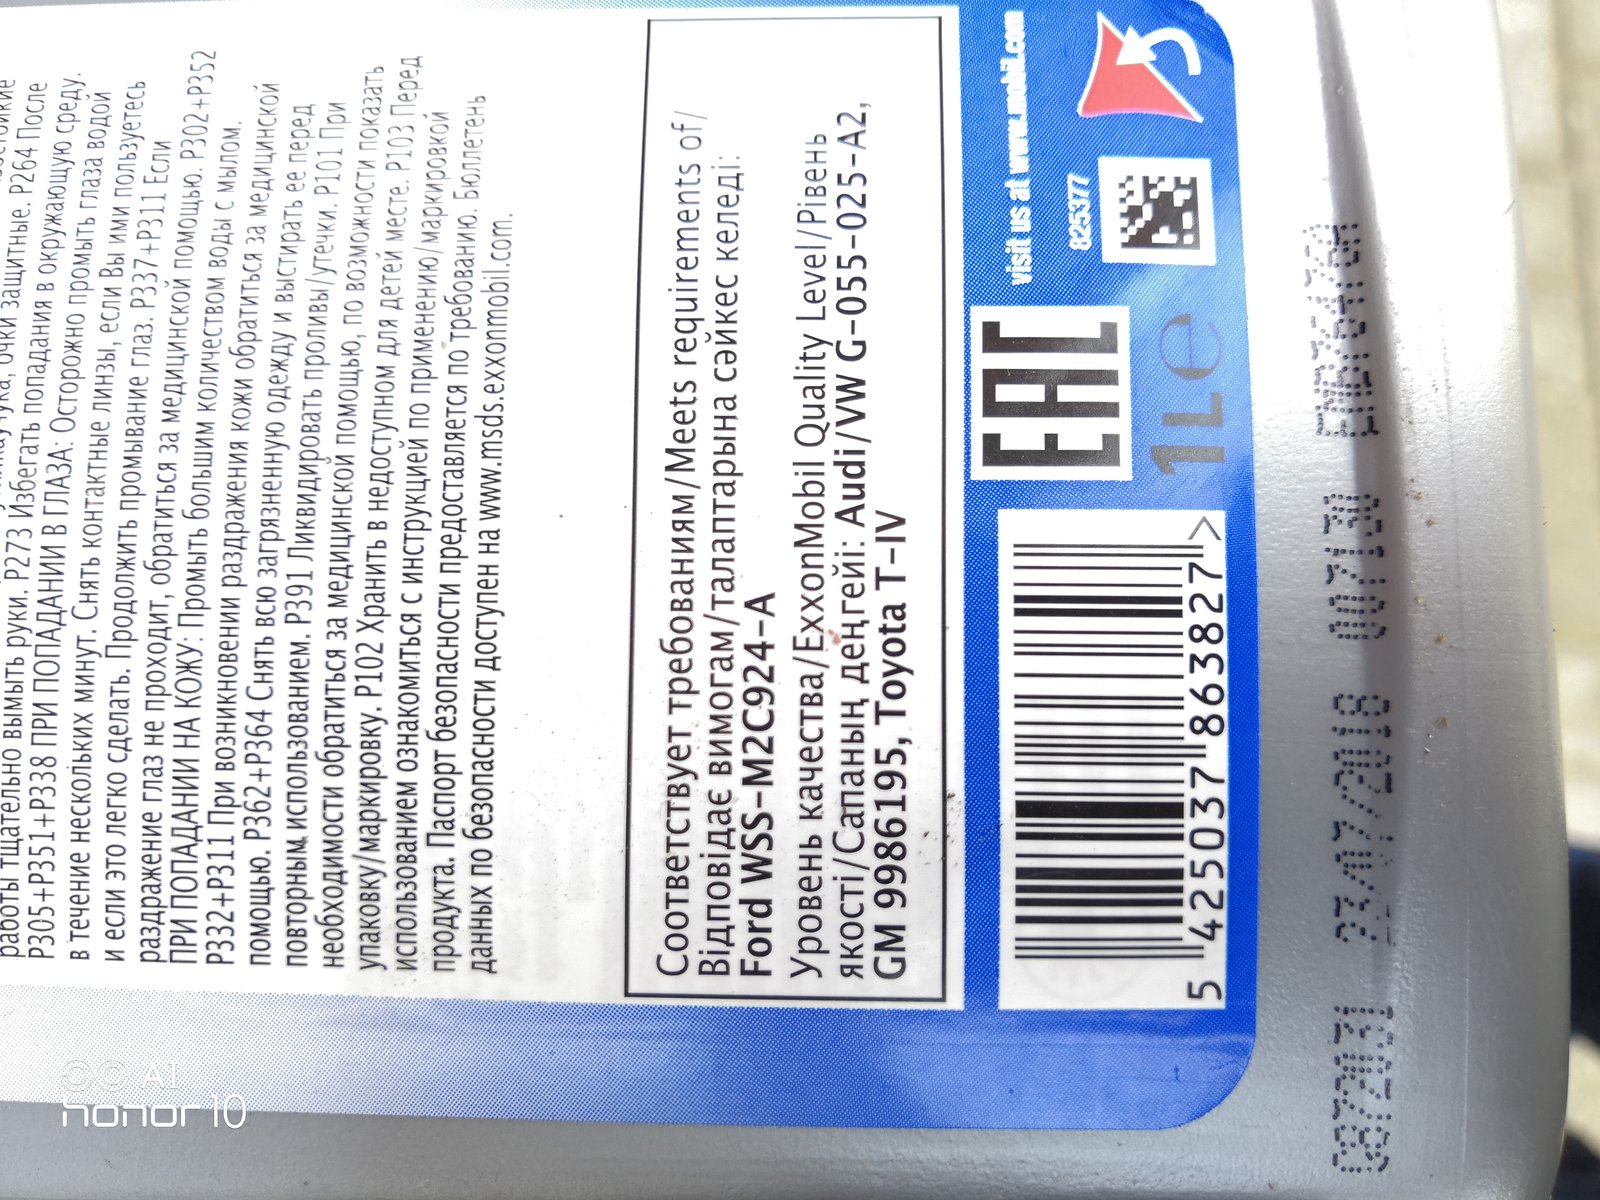 работы тщательно вымыть руки. P273 Избегать попадания в окружающую среду.
P305+P351+P338 ПРИ ПОПАДАНИИ В ГЛАЗА: Осторожно промыть глаза водой
в течение нескольких минут. Снять контактные линзы, если Вы ими пользуетесь
и если это легко сделать. Продолжить промывание глаз. P337+P311 Если
раздражение глаз не проходит, обратиться за медицинской помощью. P302+P352
ПРИ ПОПАДАНИИ НА КОЖУ: Промыть большим количеством воды с мылом.
P332+P311 При возникновении раздражения кожи обратиться за медицинской
помощью. P362+P364 Снять всю загрязненную одежду и выстирать ее перед
повторным использованием. P391 Ликвидировать проливы/утечки. P101 При
необходимости обратиться за медицинской помощью, по возможности показать
упаковку/маркировку. P102 Хранить в недоступном для детей месте. P103 Перед
использованием ознакомиться с инструкцией по применению/маркировкой
продукта. Паспорт безопасности предоставляется по требованию. Бюллетень
данных по безопасности доступен на www.msds.exxonmobil.com.
Соответствует требованиям/Meets requirements of/
Відповідає вимогам/талаптарына сәйкес келеді:
Ford WSS-M2C924-A
Уровень качества/ExxonMobil Quality Level/Рівень
якості/Сапаның деңгейі: Audi/VW G-055-025-A2,
GM 9986195, Toyota T-IV
visit us at www.mobil.com
825377
EAC
1Le
5 425037 863827 >
23/07/2018 007130
honor 10
AI